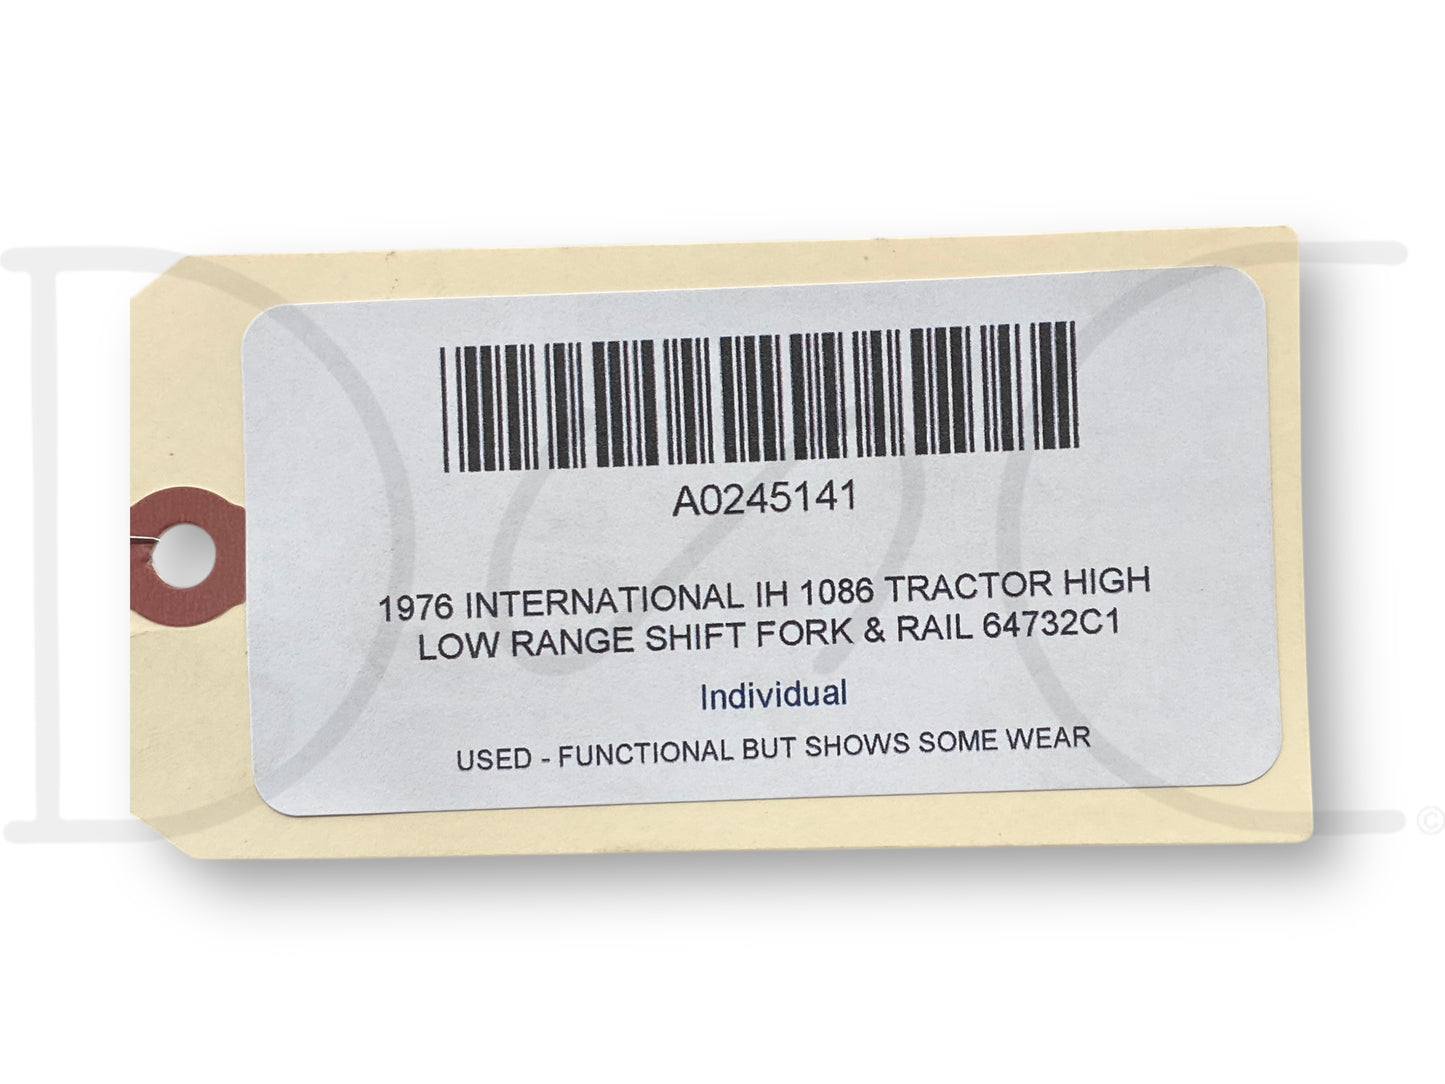 A0245141
1976 INTERNATIONAL IH 1086 TRACTOR HIGH
LOW RANGE SHIFT FORK & RAIL 64732C1
Individual
USED - FUNCTIONAL BUT SHOWS SOME WEAR
©